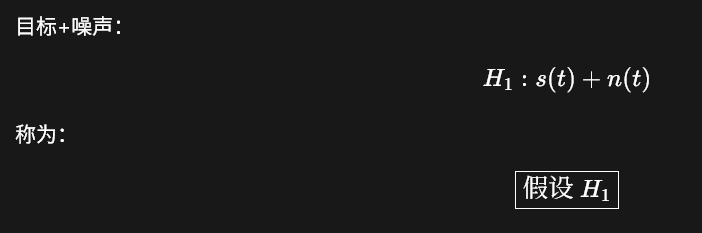 目标+噪声：
H₁ : s(t) + n(t)
称为：
假设 H₁